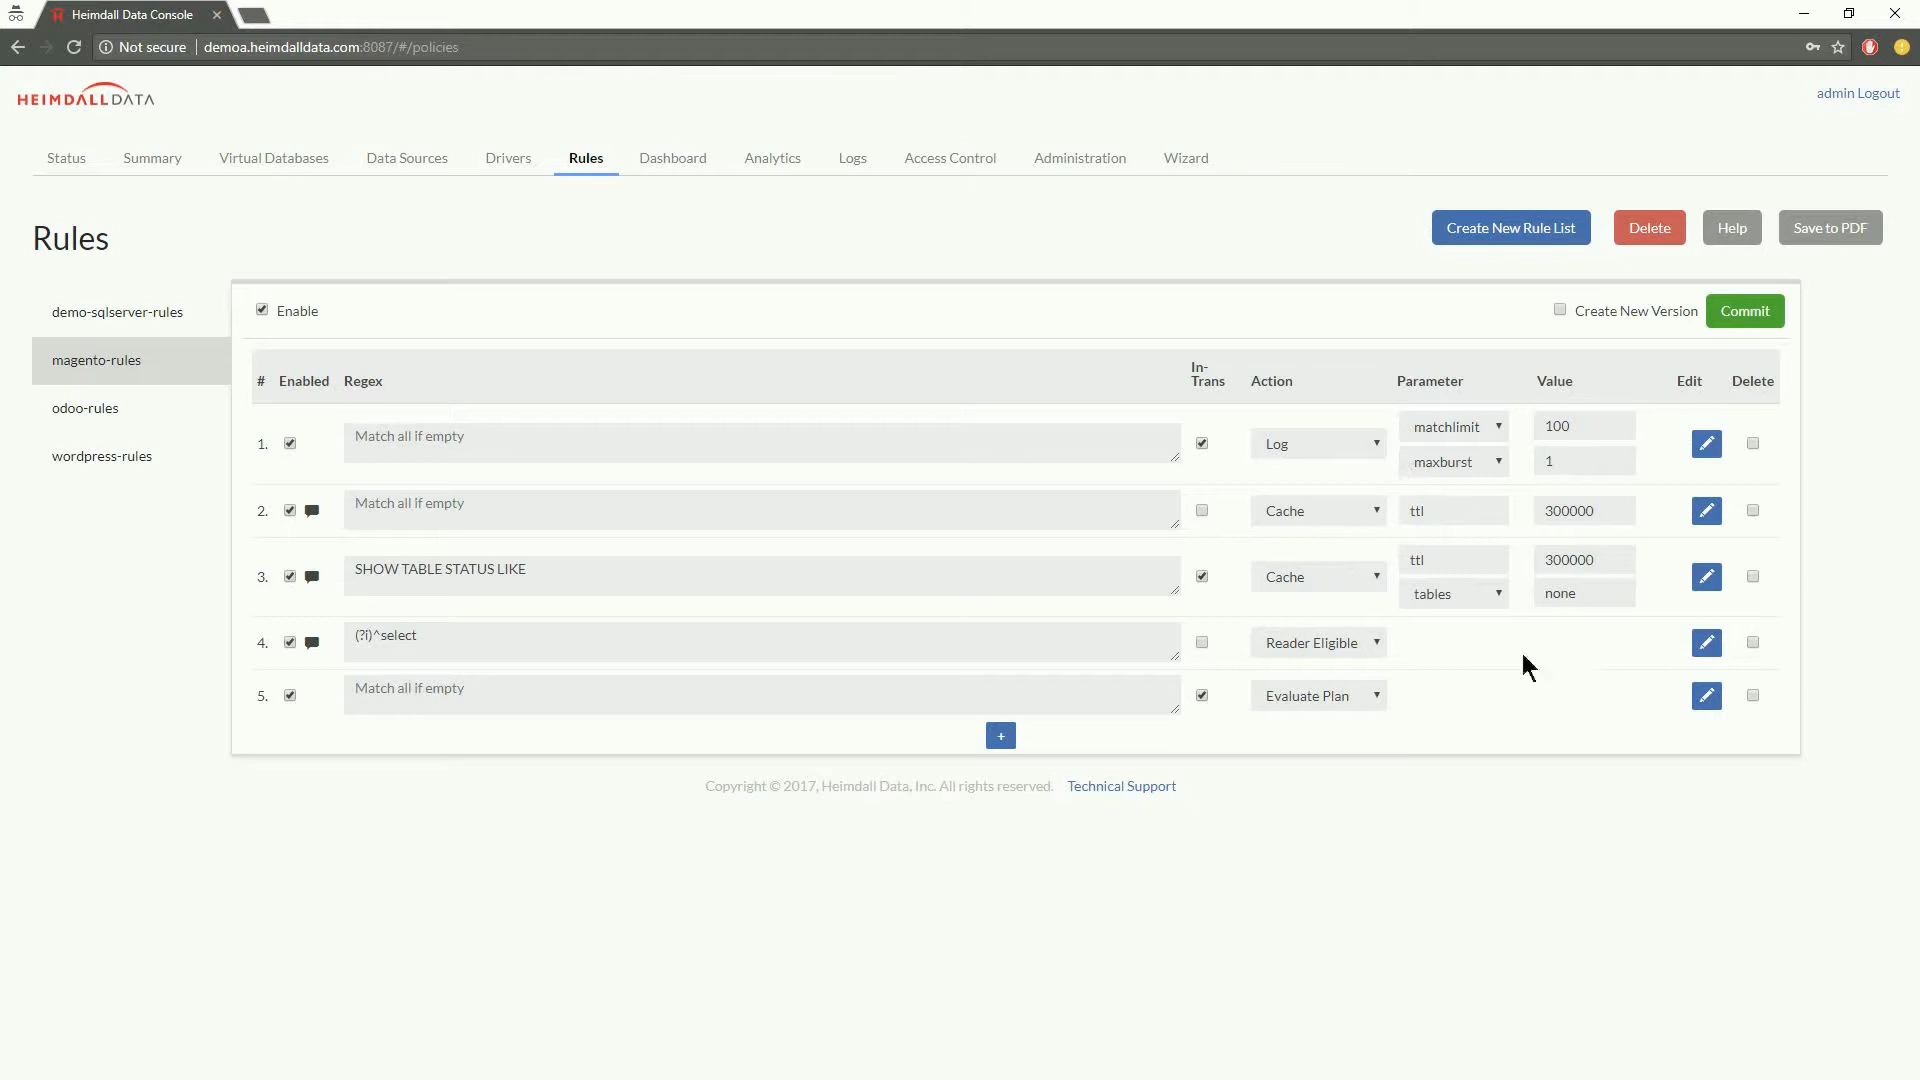 Heimdall Data Console
Not secure demoa.heimdalldata.com:8087/#/policies
HEIMDALLDATA
admin Logout
Status Summary Virtual Databases Data Sources Drivers Rules Dashboard Analytics Logs Access Control Administration Wizard
Rules
Create New Rule List Delete Help Save to PDF
demo-sqlserver-rules
magento-rules
odoo-rules
wordpress-rules
Enable
Create New Version Commit
# Enabled Regex In-Trans Action Parameter Value Edit Delete
1. Match all if empty Log matchlimit 100
maxburst 1
2. Match all if empty Cache ttl 300000
3. SHOW TABLE STATUS LIKE Cache ttl 300000
tables none
4. (?i)^select Reader Eligible
5. Match all if empty Evaluate Plan
+
Copyright © 2017, Heimdall Data, Inc. All rights reserved. Technical Support